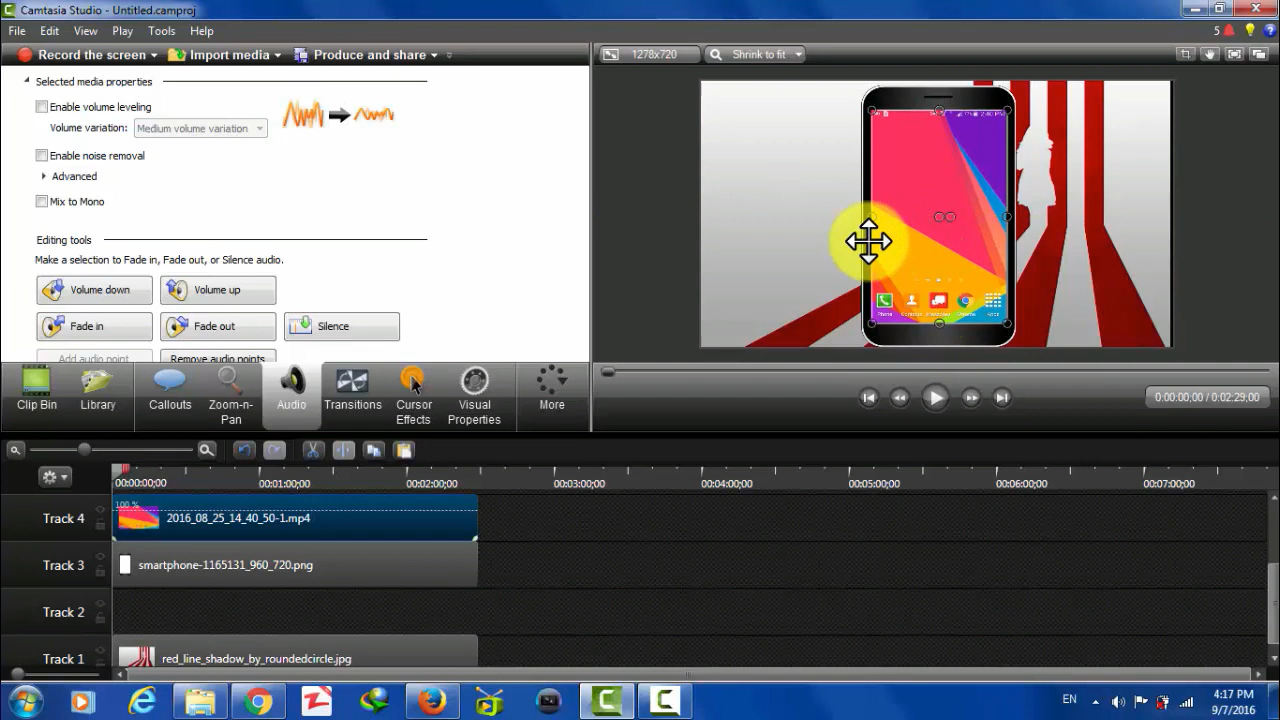 Camtasia Studio - Untitled.camproj
File Edit View Play Tools Help
5
Record the screen Import media Produce and share
1278x720 Shrink to fit
Selected media properties
Enable volume leveling
Volume variation: Medium volume variation
Enable noise removal
Advanced
Mix to Mono
Editing tools
Make a selection to Fade in, Fade out, or Silence audio.
Volume down Volume up
Fade in Fade out Silence
Add audio point Remove audio points
Phone Apps
Clip Bin Library Callouts Zoom-n-Pan Audio Transitions Cursor Effects Visual Properties More
0:00:00;00 / 0:02:29;00
00:00:00;00 00:01:00;00 00:02:00;00 00:03:00;00 00:04:00;00 00:05:00;00 00:06:00;00 00:07:00;00
100 %
Track 4 2016_08_25_14_40_50-1.mp4
Track 3 smartphone-1165131_960_720.png
Track 2
Track 1 red_line_shadow_by_roundedcircle.jpg
EN 4:17 PM
9/7/2016